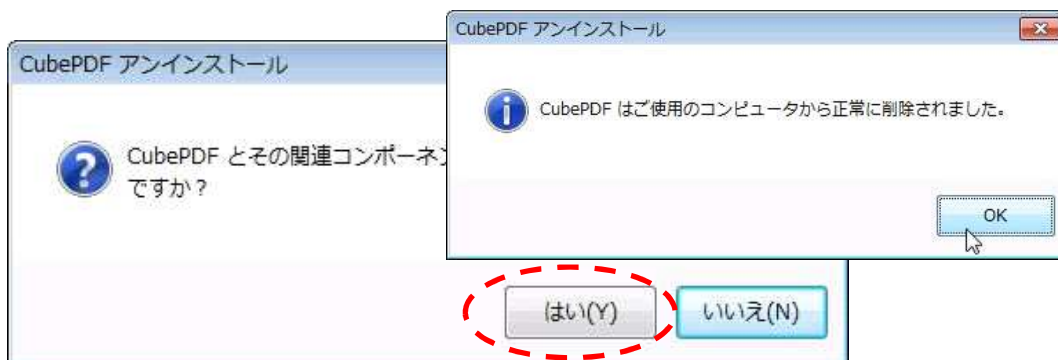 CubePDF アンインストール
CubePDF とその関連コンポーネン
ですか？
はい(Y)
いいえ(N)
CubePDF アンインストール
CubePDF はご使用のコンピュータから正常に削除されました。
OK